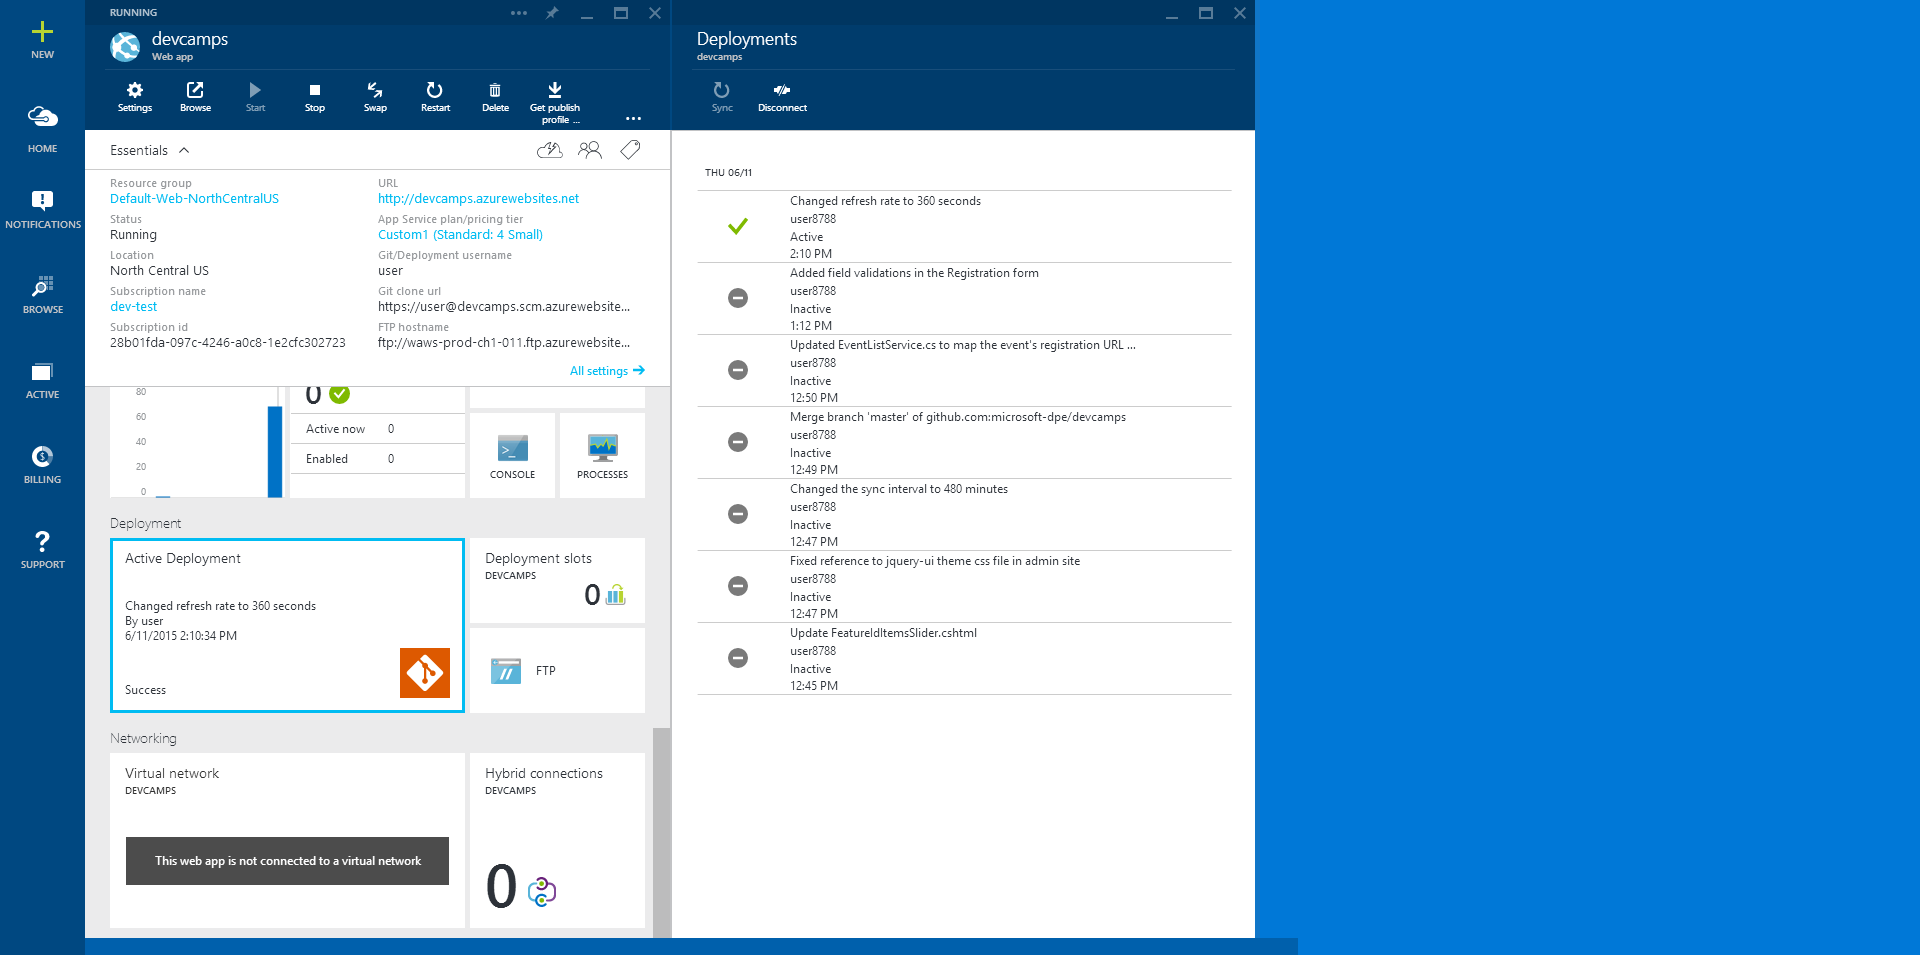 NEW
HOME
NOTIFICATIONS
BROWSE
ACTIVE
BILLING
SUPPORT
RUNNING
devcamps
Web app
Settings
Browse
Start
Stop
Swap
Restart
Delete
Get publish
profile ...
Essentials
Resource group
Default-Web-NorthCentralUS
Status
Running
Location
North Central US
Subscription name
dev-test
Subscription id
28b01fda-097c-4246-a0c8-1e2cfc302723
URL
http://devcamps.azurewebsites.net
App Service plan/pricing tier
Custom1 (Standard: 4 Small)
Git/Deployment username
user
Git clone url
https://user@devcamps.scm.azurewebsite...
FTP hostname
ftp://waws-prod-ch1-011.ftp.azurewebsite...
All settings
80
60
40
20
0
0
Active now 0
Enabled 0
CONSOLE
PROCESSES
Deployment
Active Deployment
Changed refresh rate to 360 seconds
By user
6/11/2015 2:10:34 PM
Success
Deployment slots
DEVCAMPS
0
FTP
Networking
Virtual network
DEVCAMPS
This web app is not connected to a virtual network
Hybrid connections
DEVCAMPS
0
Deployments
devcamps
Sync
Disconnect
THU 06/11
Changed refresh rate to 360 seconds
user8788
Active
2:10 PM
Added field validations in the Registration form
user8788
Inactive
1:12 PM
Updated EventListService.cs to map the event's registration URL ...
user8788
Inactive
12:50 PM
Merge branch 'master' of github.com:microsoft-dpe/devcamps
user8788
Inactive
12:49 PM
Changed the sync interval to 480 minutes
user8788
Inactive
12:47 PM
Fixed reference to jquery-ui theme css file in admin site
user8788
Inactive
12:47 PM
Update FeatureIdItemsSlider.cshtml
user8788
Inactive
12:45 PM